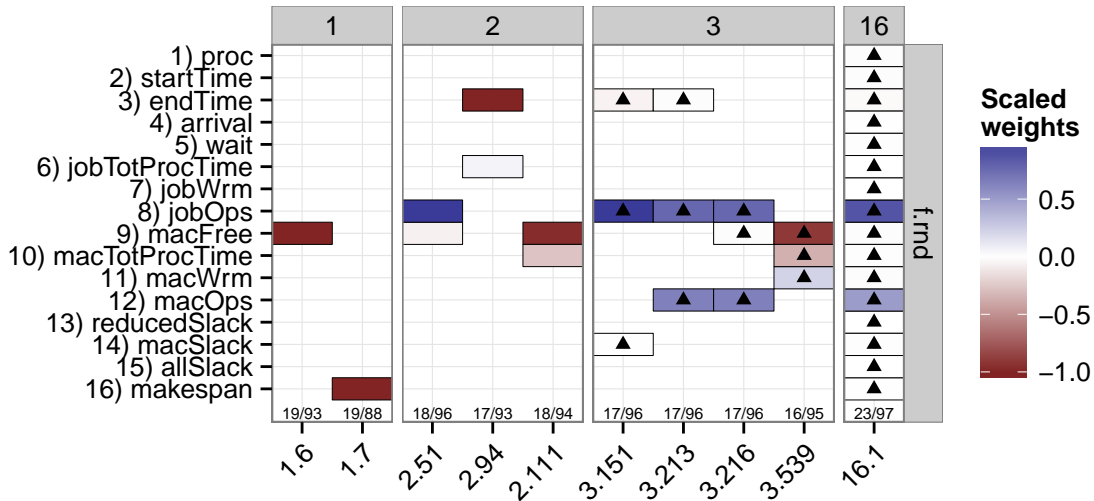 1 2 3 16
1) proc
2) startTime
3) endTime
4) arrival
5) wait
6) jobTotProcTime
7) jobWrm
8) jobOps
9) macFree
10) macTotProcTime
11) macWrm
12) macOps
13) reducedSlack
14) macSlack
15) allSlack
16) makespan
f.rnd
19/93 19/88 18/96 17/93 18/94 17/96 17/96 17/96 16/95 23/97
1.6 1.7 2.51 2.94 2.111 3.151 3.213 3.216 3.539 16.1
Scaled
weights
0.5
0.0
−0.5
−1.0